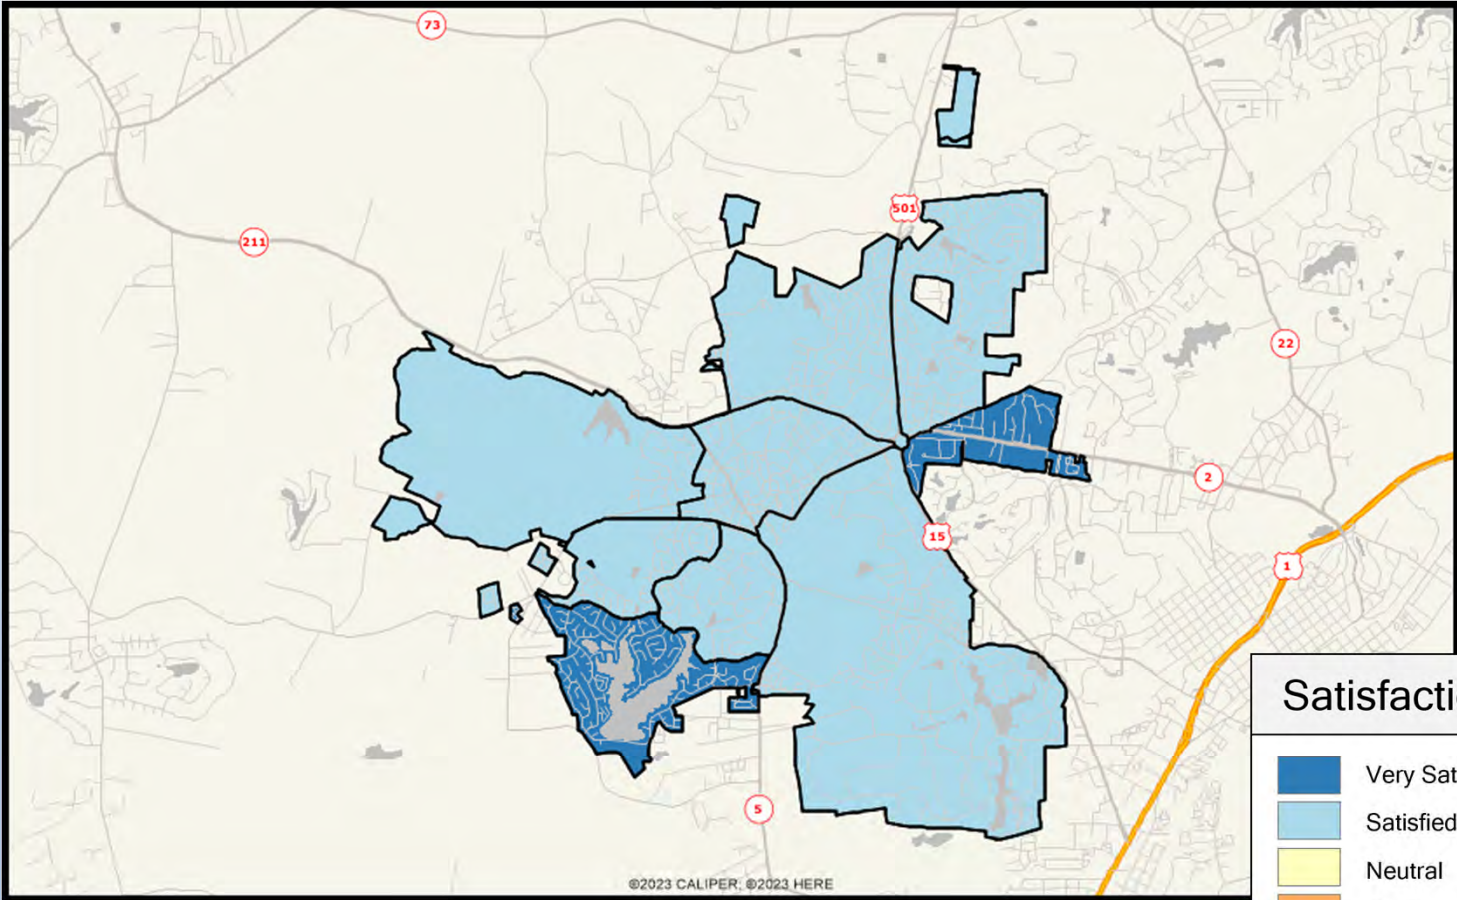 73
501
211
22
2
15
1
Satisfacti
Very Sat
Satisfied
5
Neutral
©2023 CALIPER; ©2023 HERE